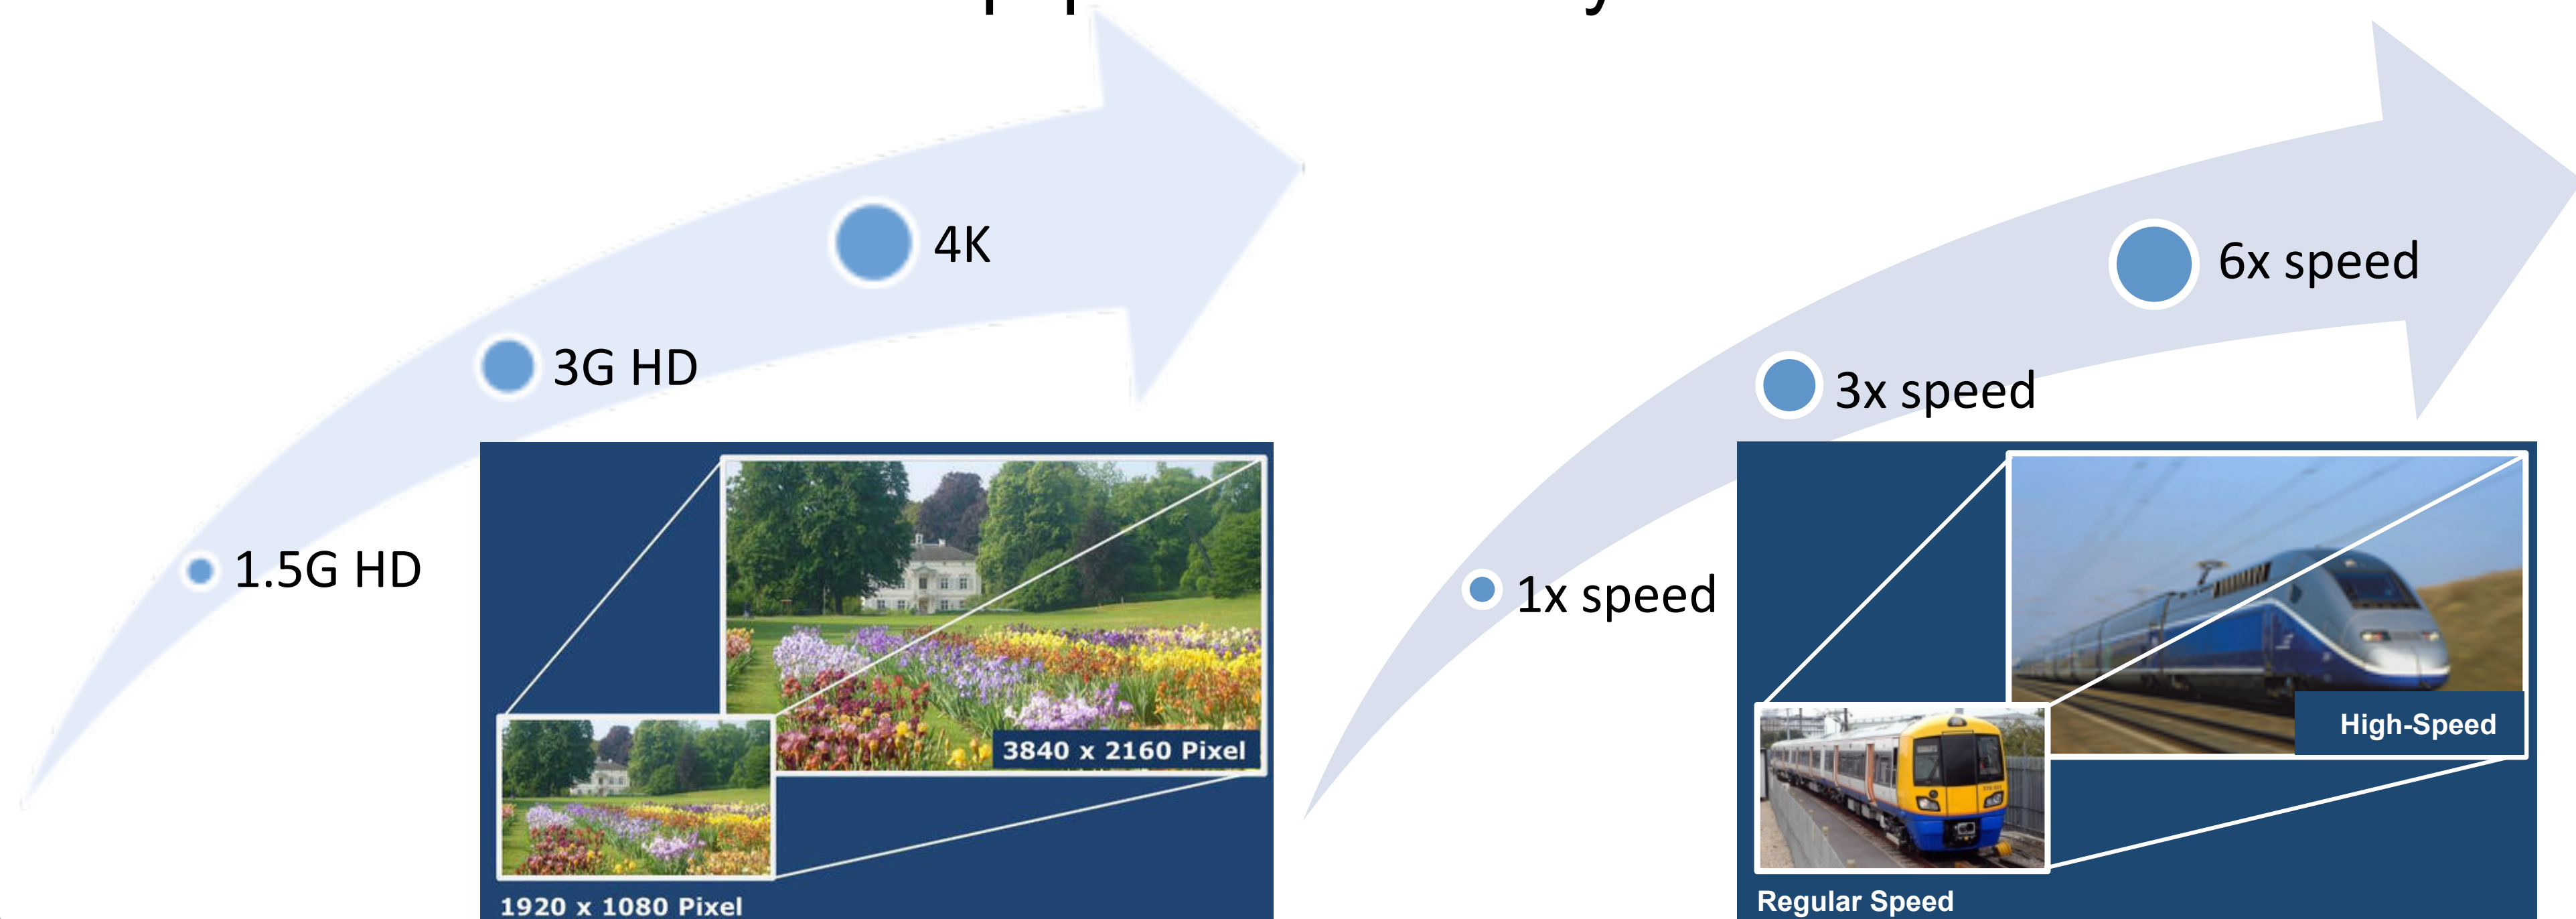 4K
3G HD
1.5G HD
3840 x 2160 Pixel
1920 x 1080 Pixel
6x speed
3x speed
1x speed
High-Speed
Regular Speed